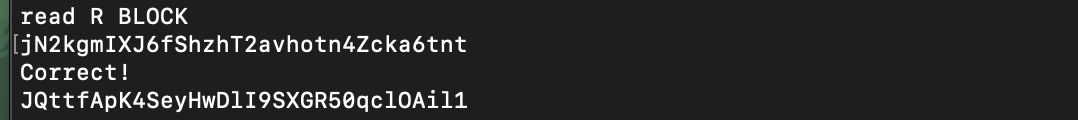 read R BLOCK
[jN2kgmIXJ6fShzhT2avhotn4Zcka6tnt
Correct!
JQttfApK4SeyHwDlI9SXGR50qclOAil1